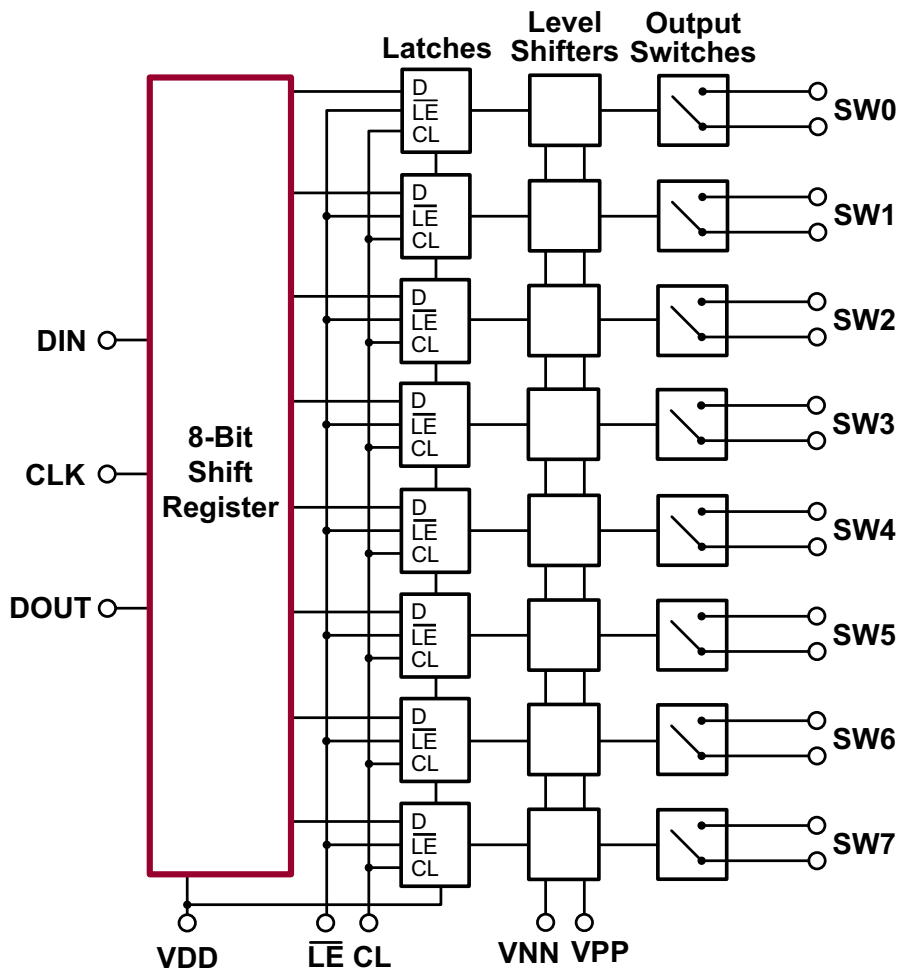 Latches
Level
Shifters
Output
Switches
8-Bit
Shift
Register
DIN
CLK
DOUT
D
LE
CL
D
LE
CL
D
LE
CL
D
LE
CL
D
LE
CL
D
LE
CL
D
LE
CL
D
LE
CL
SW0
SW1
SW2
SW3
SW4
SW5
SW6
SW7
VDD
LE
CL
VNN
VPP